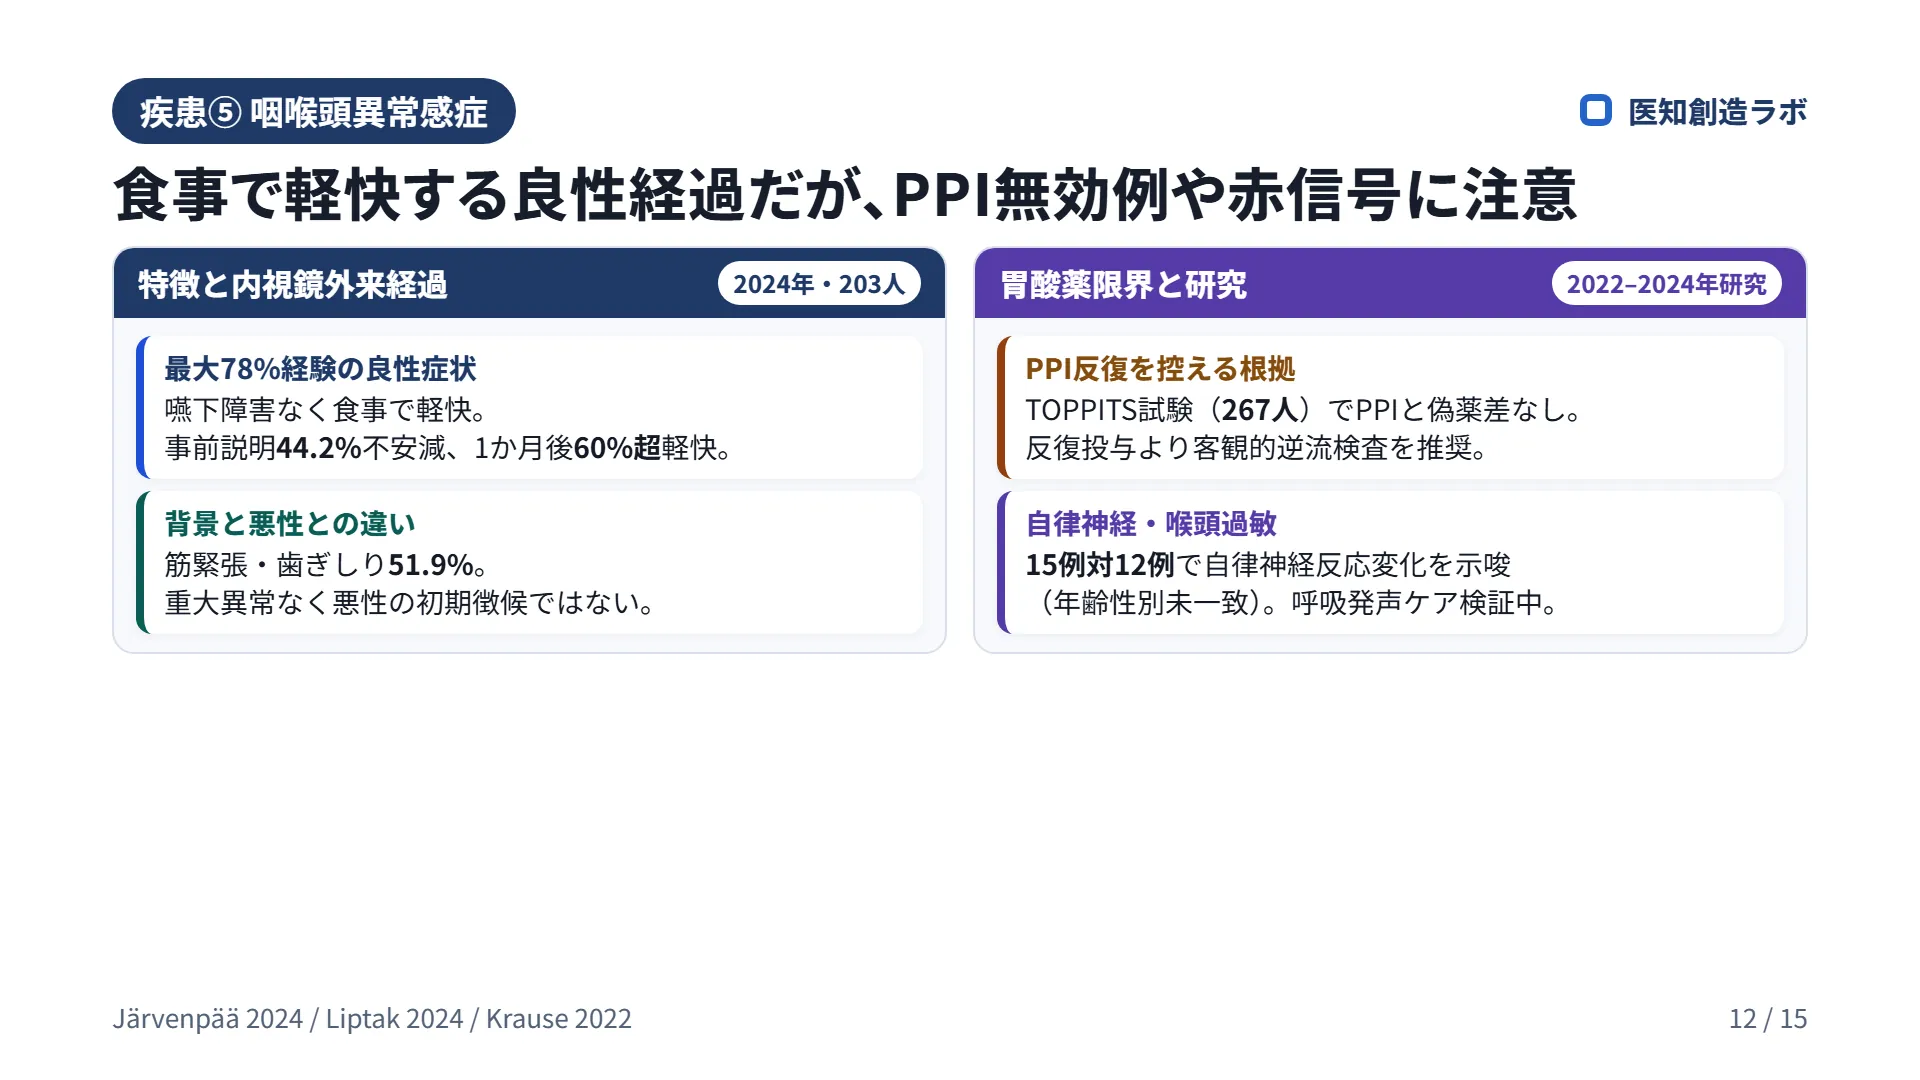 疾患⑤ 咽喉頭異常感症
医知創造ラボ
食事で軽快する良性経過だが、PPI無効例や赤信号に注意
特徴と内視鏡外来経過
2024年・203人
最大78%経験の良性症状
嚥下障害なく食事で軽快。
事前説明44.2%不安減、1か月後60%超軽快。
背景と悪性との違い
筋緊張・歯ぎしり51.9%。
重大異常なく悪性の初期徴候ではない。
胃酸薬限界と研究
2022–2024年研究
PPI反復を控える根拠
TOPPITS試験（267人）でPPIと偽薬差なし。
反復投与より客観的逆流検査を推奨。
自律神経・喉頭過敏
15例対12例で自律神経反応変化を示唆
（年齢性別未一致）。呼吸発声ケア検証中。
Järvenpää 2024 / Liptak 2024 / Krause 2022
12 / 15